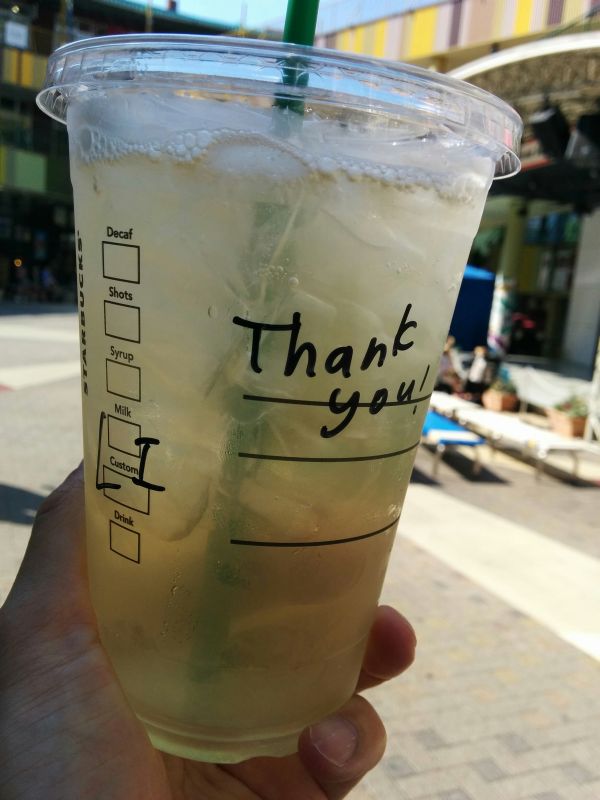 STARBUCKS
Decaf
Shots
Syrup
Milk
Custom
Drink
LI
Thank
you!